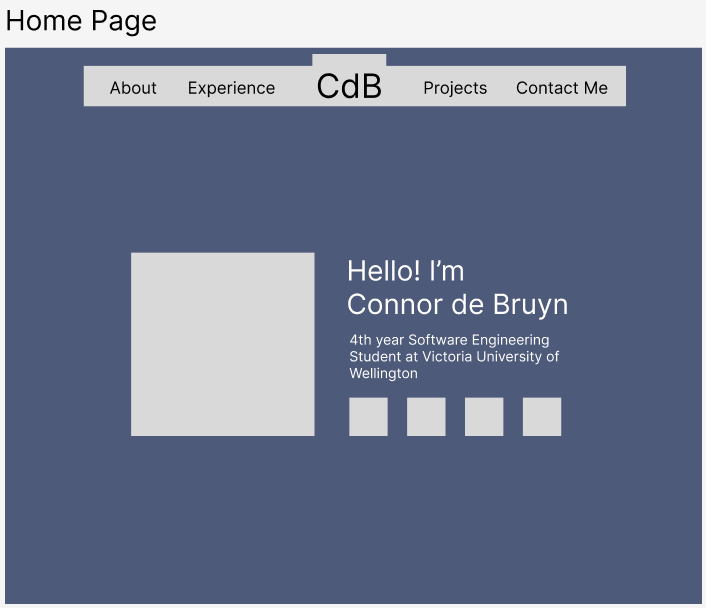 Home Page
About Experience CdB Projects Contact Me
Hello! I’m
Connor de Bruyn
4th year Software Engineering
Student at Victoria University of
Wellington